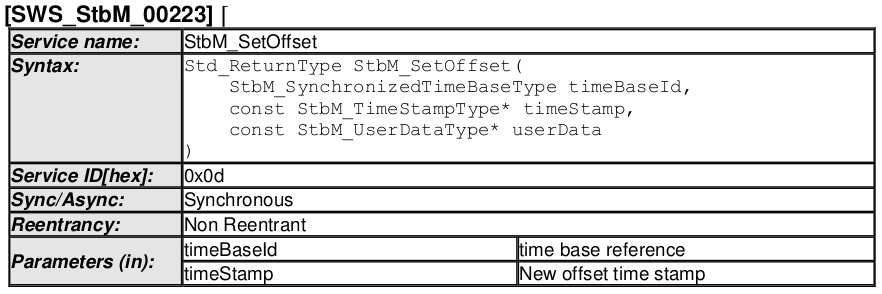 [SWS_StbM_00223] ⌈
Service name: StbM_SetOffset
Syntax: Std_ReturnType StbM_SetOffset(
StbM_SynchronizedTimeBaseType timeBaseId,
const StbM_TimeStampType* timeStamp,
const StbM_UserDataType* userData
)
Service ID[hex]: 0x0d
Sync/Async: Synchronous
Reentrancy: Non Reentrant
Parameters (in): timeBaseId time base reference
timeStamp New offset time stamp